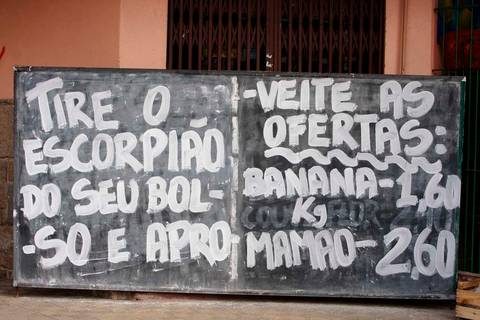 TIRE O
ESCORPIÃO
DO SEU BOL-
-SO E APRO-
-VEITE AS
OFERTAS:
BANANA-1,60
Kg
MAMÃO-2,60